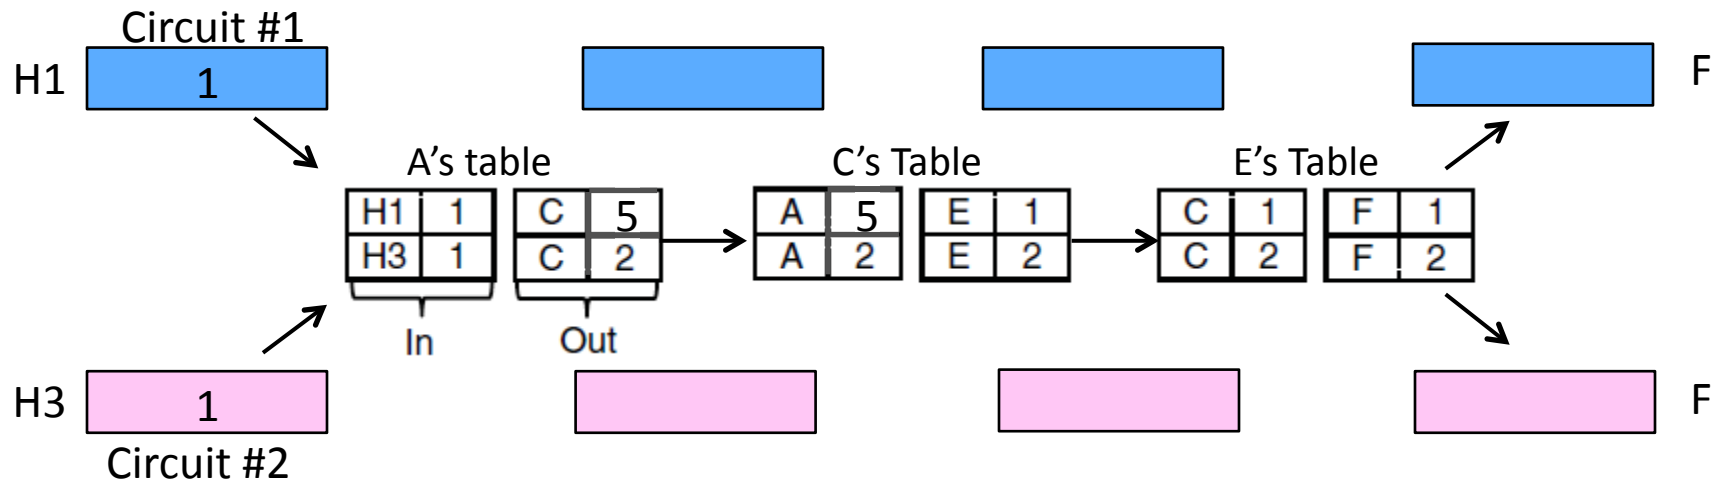 Circuit #1
H1 1 F
A's table C's Table E's Table
H1 1 C 5 A 5 E 1 C 1 F 1
H3 1 C 2 A 2 E 2 C 2 F 2
In Out
H3 1 F
Circuit #2